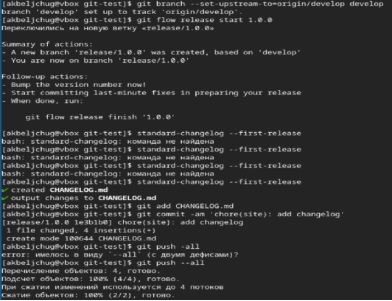 [akbeljchug@vbox git-test]$ git branch --set-upstream-to=origin/develop develop
branch 'develop' set up to track 'origin/develop'.
[akbeljchug@vbox git-test]$ git flow release start 1.0.0
Переключились на новую ветку «release/1.0.0»
Summary of actions:
- A new branch 'release/1.0.0' was created, based on 'develop'
- You are now on branch 'release/1.0.0'
Follow-up actions:
- Bump the version number now!
- Start committing last-minute fixes in preparing your release
- When done, run:
git flow release finish '1.0.0'
[akbeljchug@vbox git-test]$ standard-changelog --first-release
bash: standard-changelog: команда не найдена
[akbeljchug@vbox git-test]$ standard-changelog --first-release
bash: standard-changelog: команда не найдена
[akbeljchug@vbox git-test]$ standard-changelog --first-release
✔ created CHANGELOG.md
✔ output changes to CHANGELOG.md
[akbeljchug@vbox git-test]$ git add CHANGELOG.md
[akbeljchug@vbox git-test]$ git commit -am 'chore(site): add changelog'
[release/1.0.0 1e3b1b0] chore(site): add changelog
1 file changed, 4 insertions(+)
create mode 100644 CHANGELOG.md
[akbeljchug@vbox git-test]$ git push -all
error: имелось в виду `--all` (с двумя дефисами)?
[akbeljchug@vbox git-test]$ git push --all
Перечисление объектов: 4, готово.
Подсчет объектов: 100% (4/4), готово.
При сжатии изменений используется до 4 потоков
Сжатие объектов: 100% (2/2), готово.